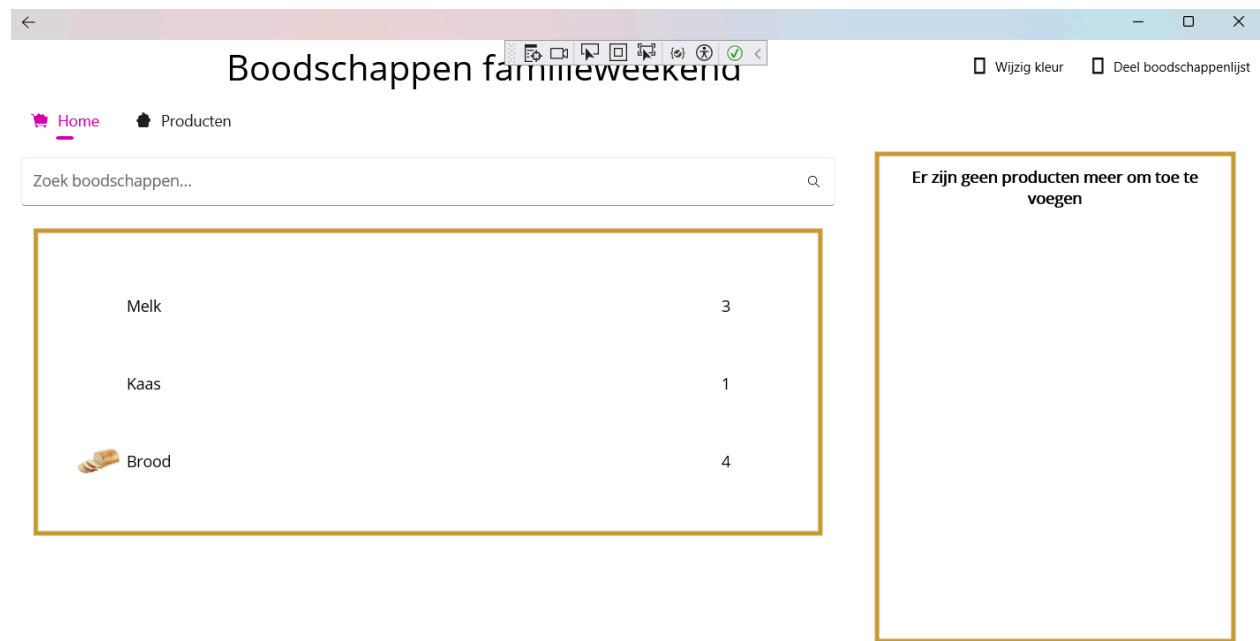 Boodschappen familieweekend
Wijzig kleur
Deel boodschappenlijst
Home
Producten
Zoek boodschappen...
Er zijn geen producten meer om toe te
voegen
Melk 3
Kaas 1
Brood 4